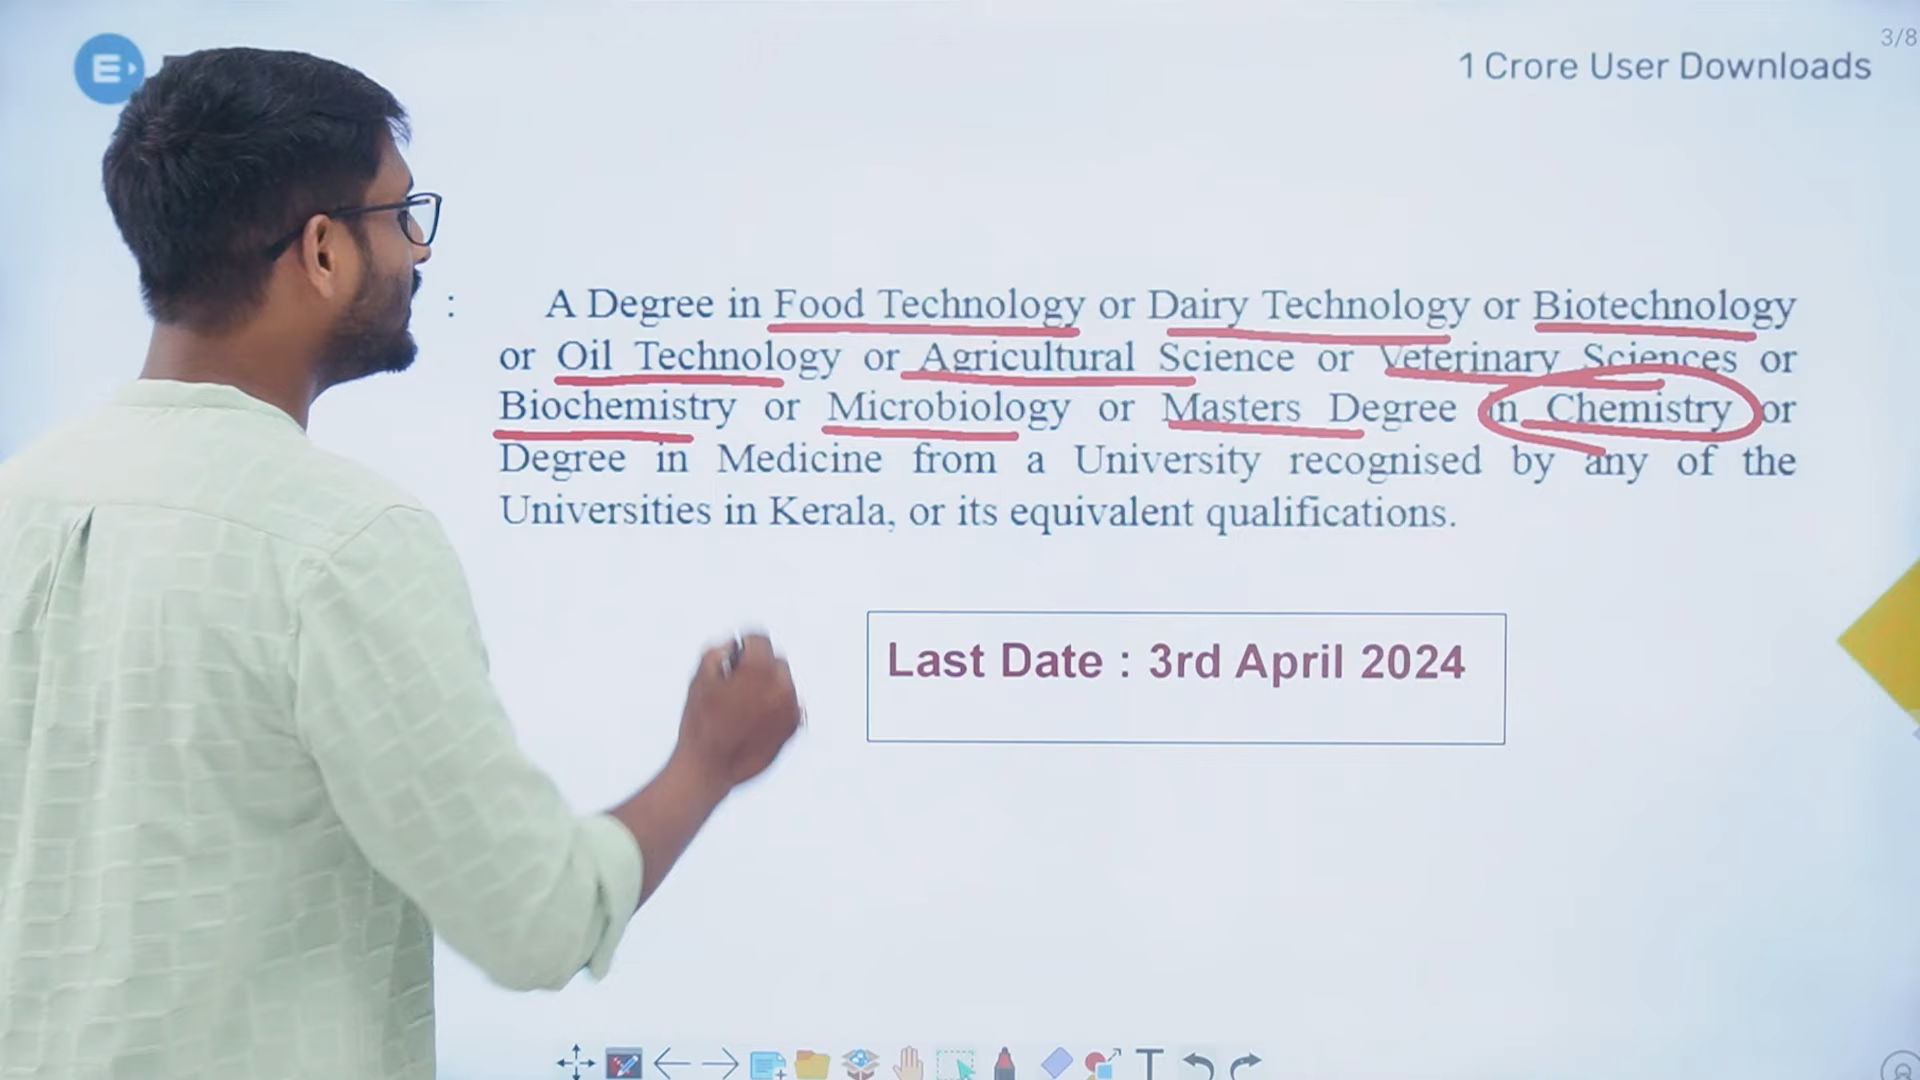 3/8
1 Crore User Downloads
: A Degree in Food Technology or Dairy Technology or Biotechnology
or Oil Technology or Agricultural Science or Veterinary Sciences or
Biochemistry or Microbiology or Masters Degree in Chemistry or
Degree in Medicine from a University recognised by any of the
Universities in Kerala, or its equivalent qualifications.
Last Date : 3rd April 2024